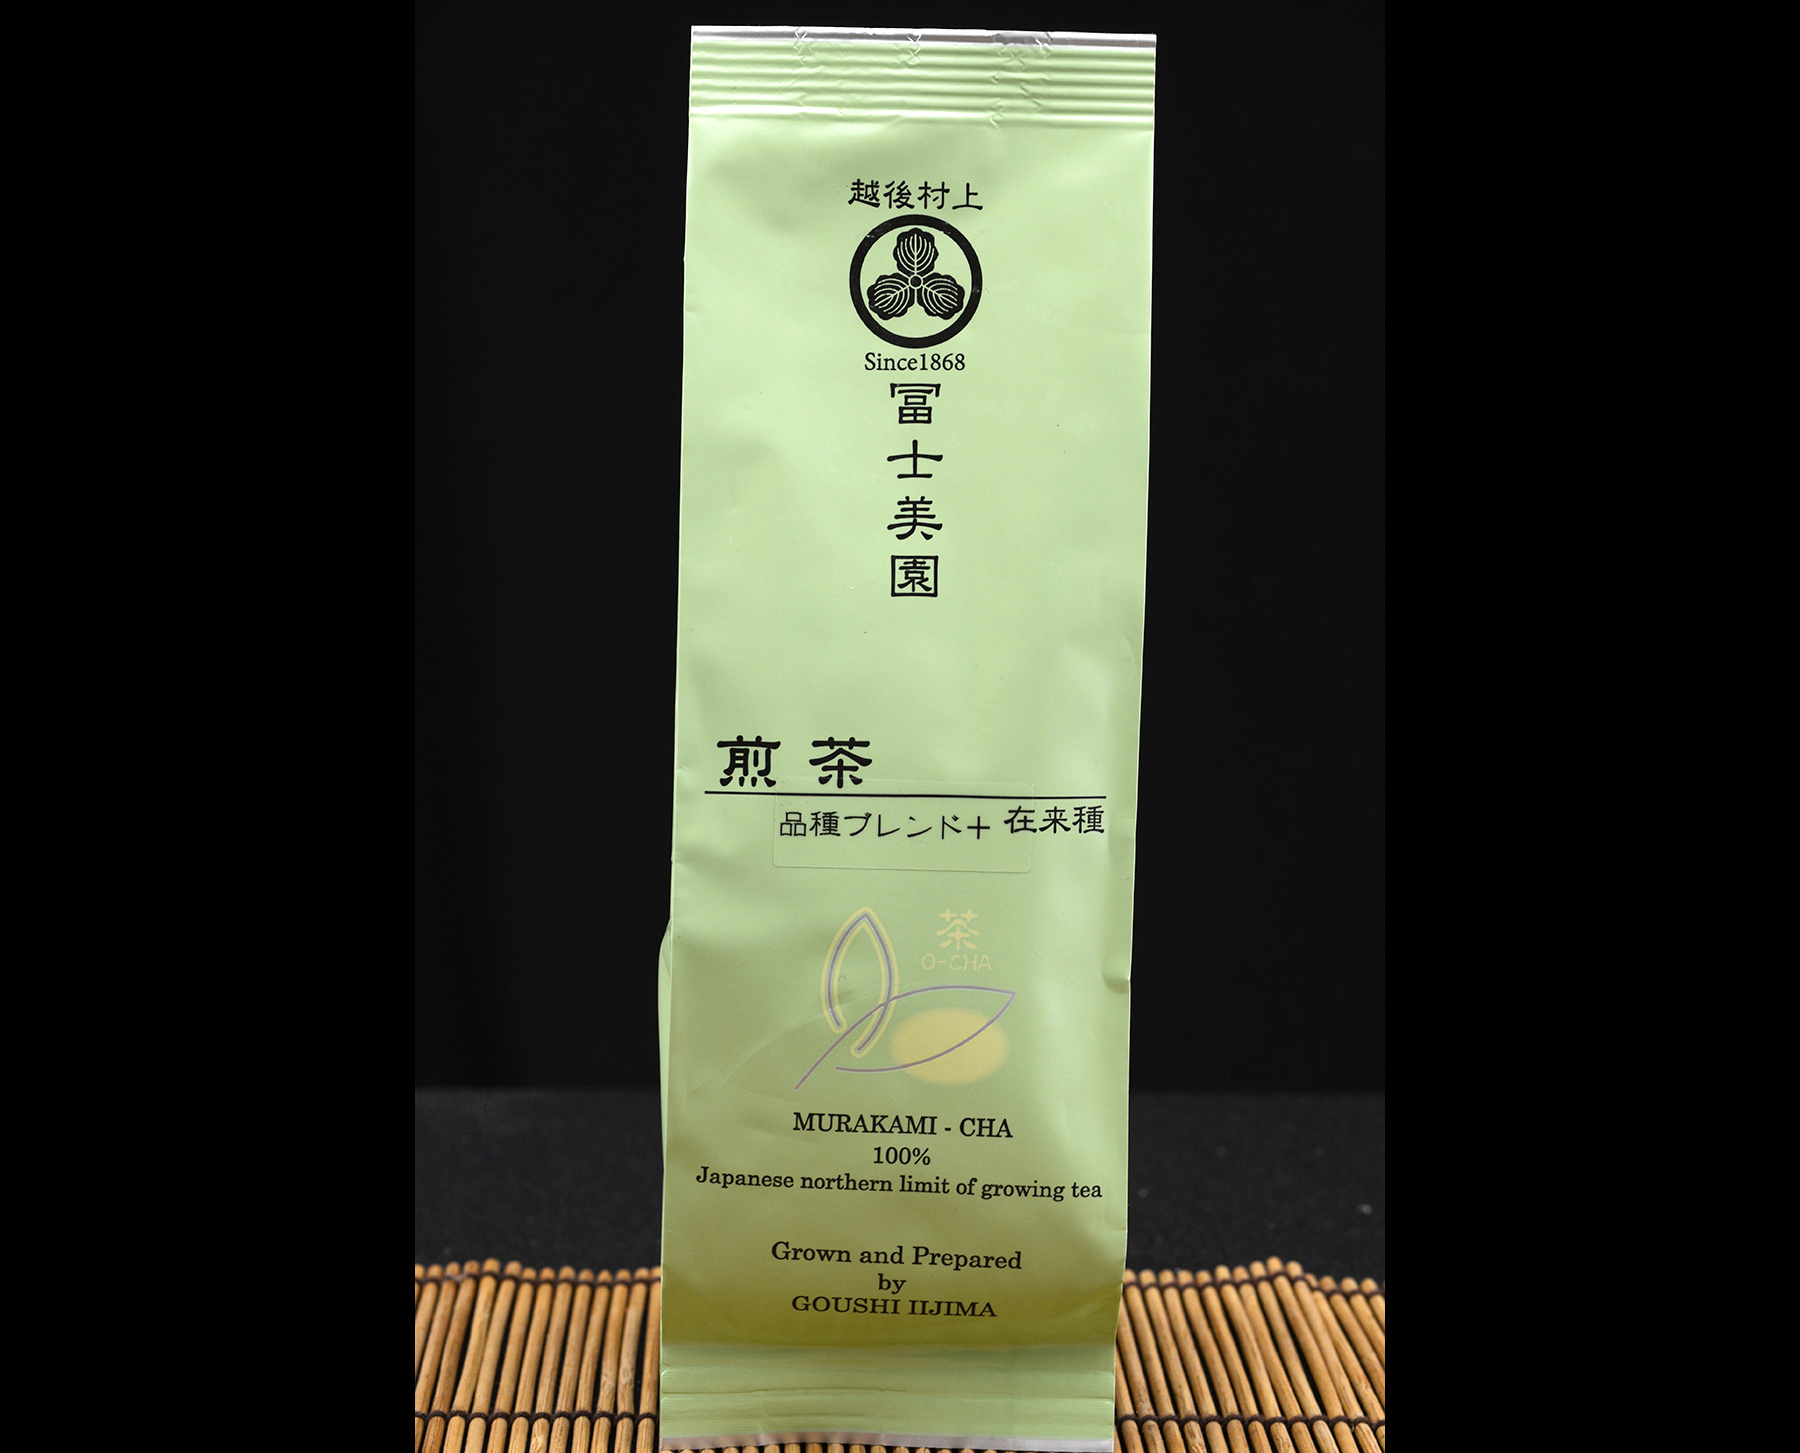 越後村上
Since1868
冨士美園
煎茶
品種ブレンド＋在来種
茶
O-CHA
MURAKAMI - CHA
100%
Japanese northern limit of growing tea
Grown and Prepared
by
GOUSHI IIJIMA